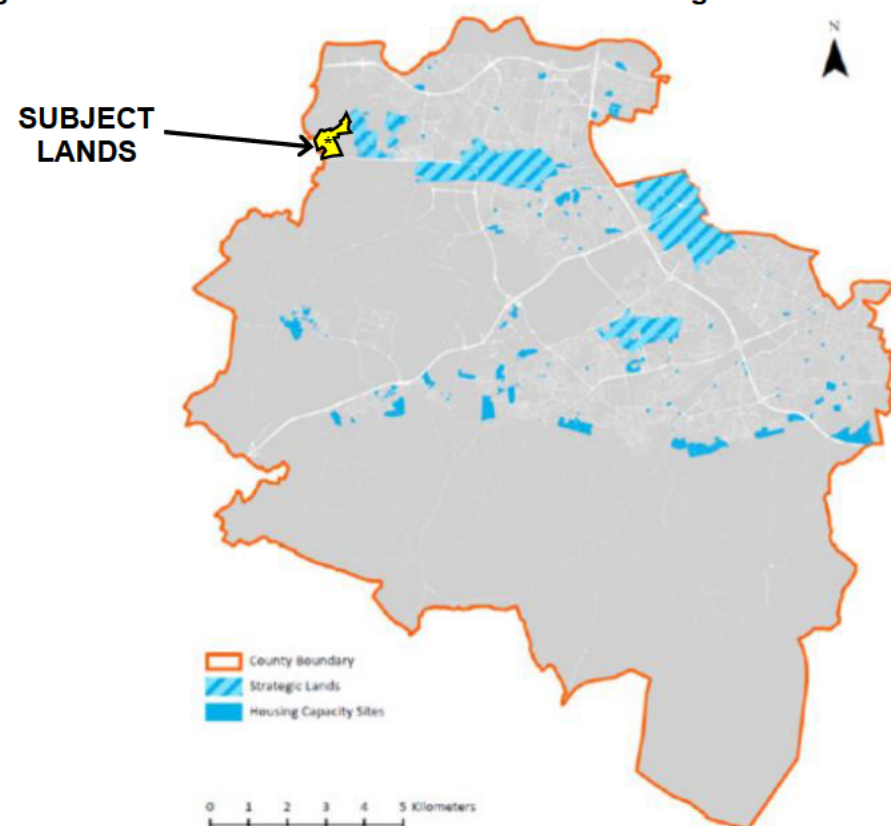 N
SUBJECT
LANDS
County Boundary
Strategic Lands
Housing Capacity Sites
0 1 2 3 4 5 Kilometers